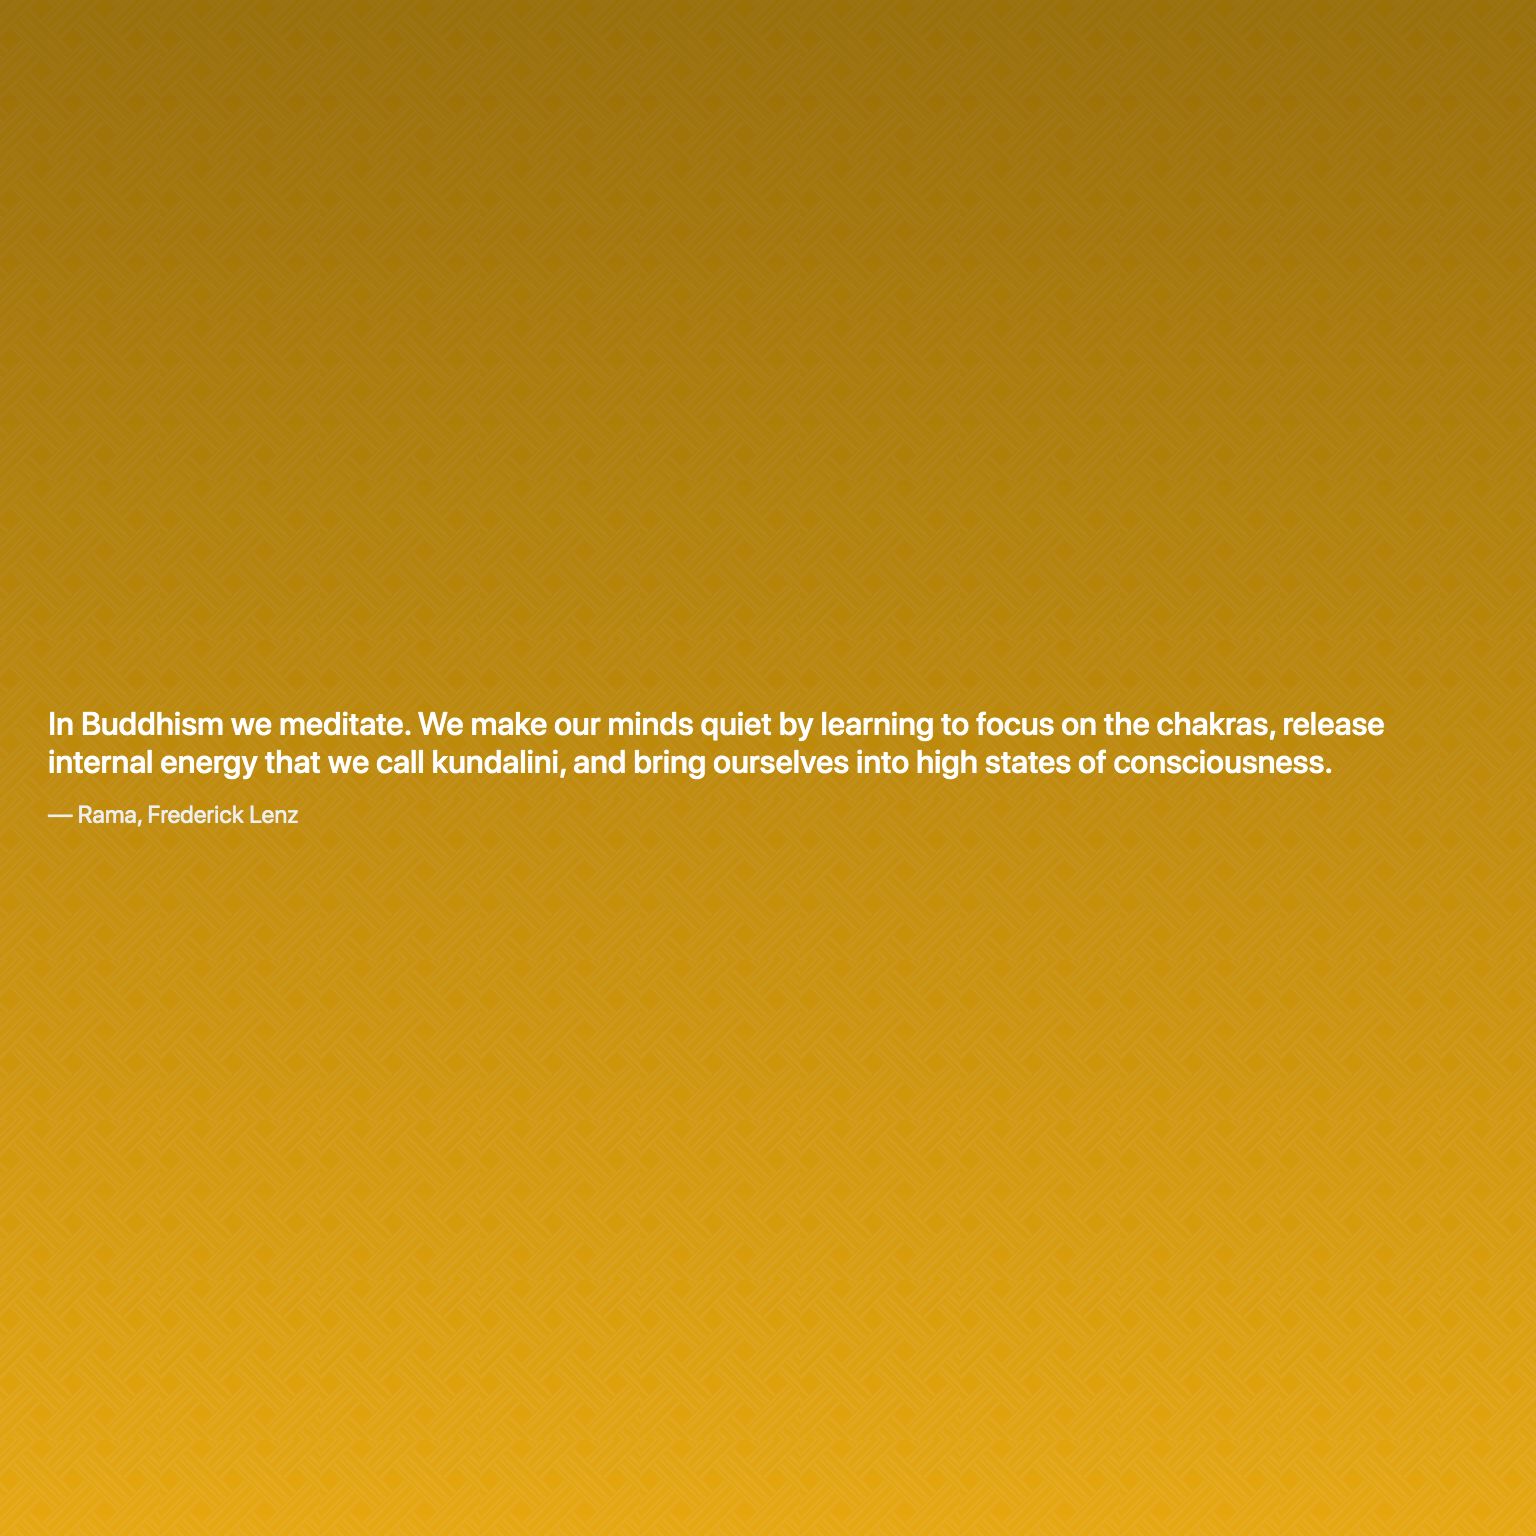 In Buddhism we meditate. We make our minds quiet by learning to focus on the chakras, release
internal energy that we call kundalini, and bring ourselves into high states of consciousness.
— Rama, Frederick Lenz